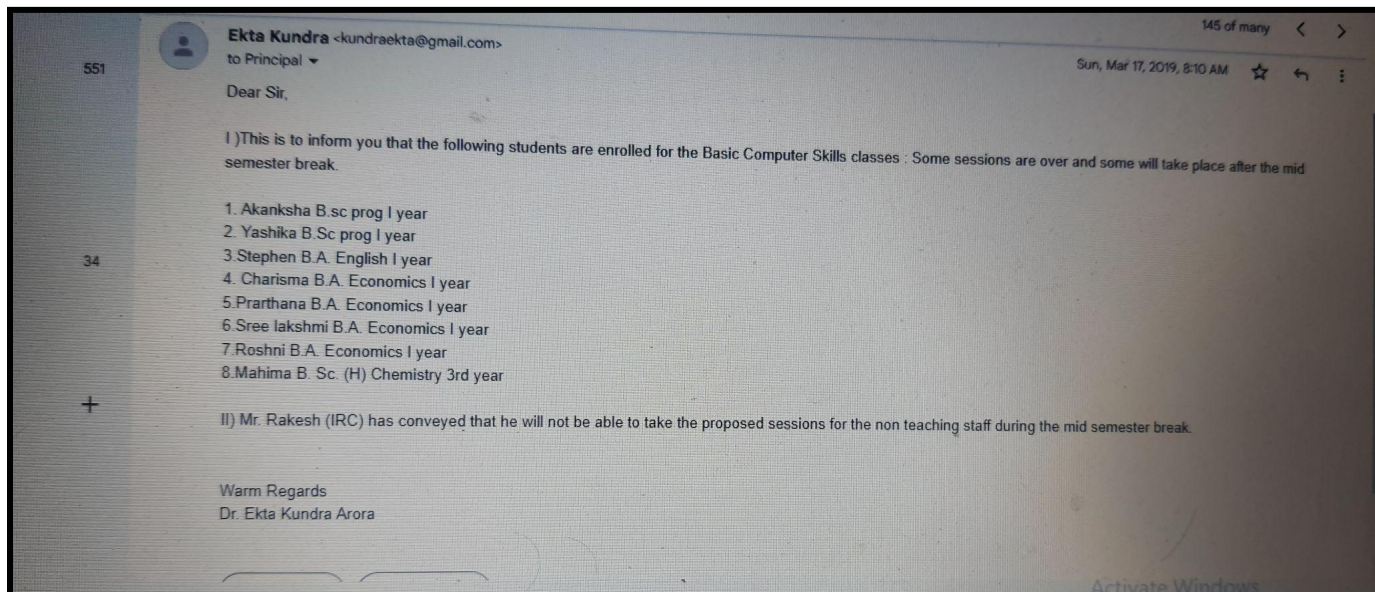 145 of many
Ekta Kundra <kundraekta@gmail.com>
to Principal
Sun, Mar 17, 2019, 8:10 AM
551
Dear Sir,
I )This is to inform you that the following students are enrolled for the Basic Computer Skills classes : Some sessions are over and some will take place after the mid
semester break.
1. Akanksha B.sc prog I year
2. Yashika B.Sc prog I year
3.Stephen B.A. English I year
34
4. Charisma B.A. Economics I year
5.Prarthana B.A. Economics I year
6.Sree lakshmi B.A. Economics I year
7.Roshni B.A. Economics I year
8.Mahima B. Sc. (H) Chemistry 3rd year
II) Mr. Rakesh (IRC) has conveyed that he will not be able to take the proposed sessions for the non teaching staff during the mid semester break.
Warm Regards
Dr. Ekta Kundra Arora
Activate Windows